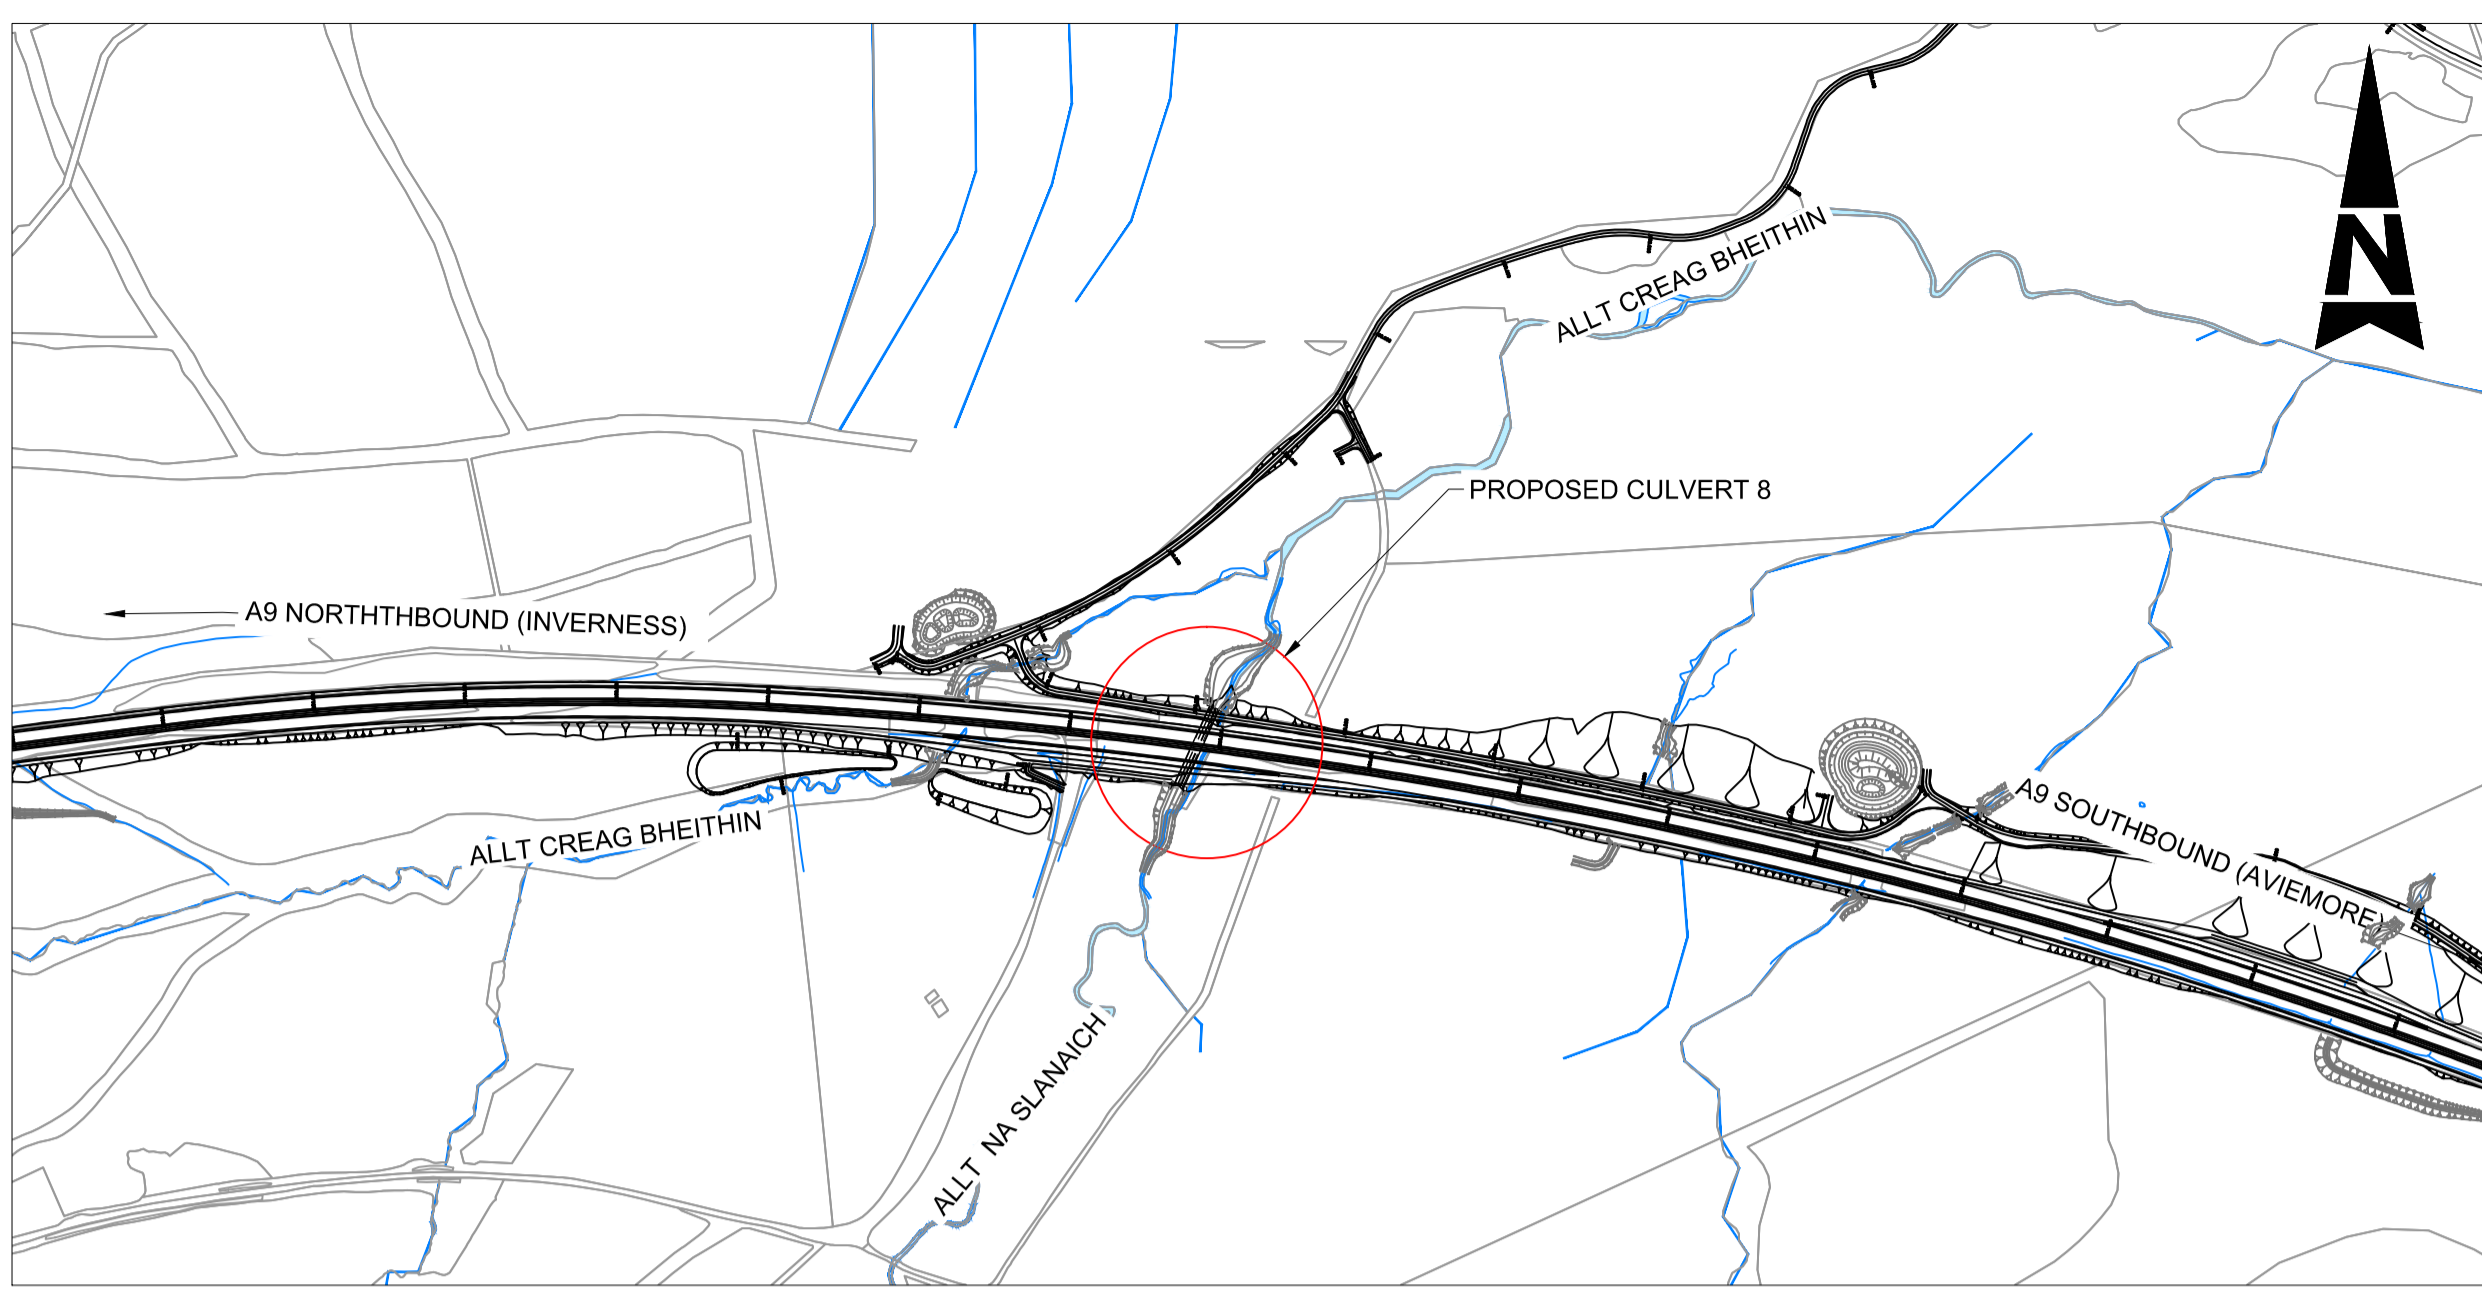 N
ALLT CREAG BHEITHIN
PROPOSED CULVERT 8
A9 NORTHTHBOUND (INVERNESS)
A9 SOUTHBOUND (AVIEMORE)
ALLT CREAG BHEITHIN
ALLT NA SLANAICH